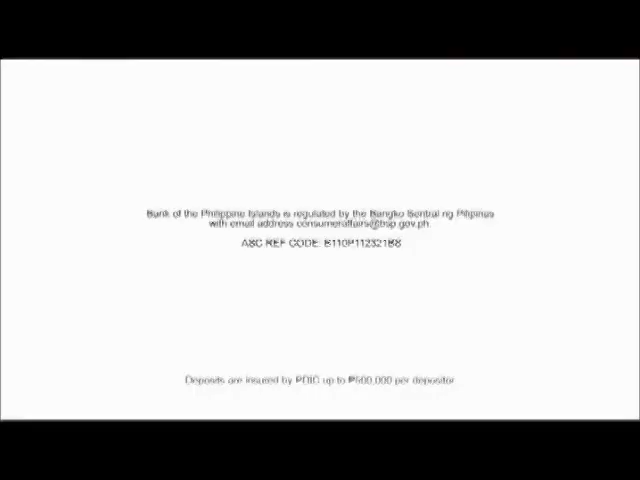 Bank of the Philippine Islands is regulated by the Bangko Sentral ng Pilipinas
with email address consumeraffairs@bsp.gov.ph.
ASC REF CODE: B110P112321BS
Deposits are insured by PDIC up to ₱500,000 per depositor.